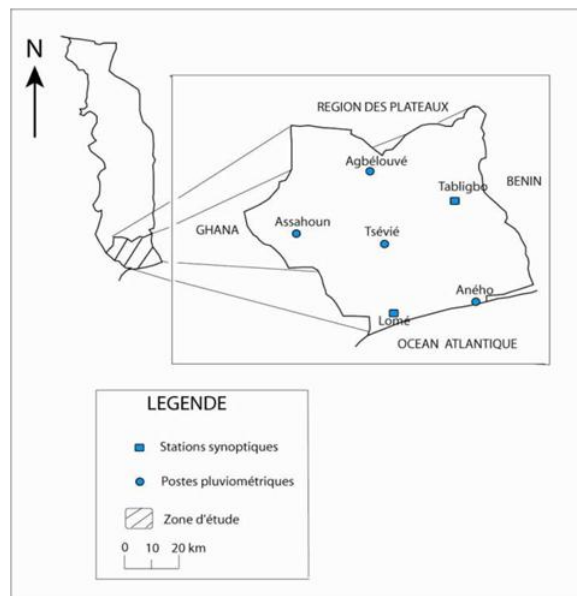 N
REGION DES PLATEAUX
Agbélouvé
Tabligbo
BENIN
GHANA
Assahoun
Tsévié
Aného
Lomé
OCEAN ATLANTIQUE
LEGENDE
Stations synoptiques
Postes pluviométriques
Zone d'étude
0 10 20 km